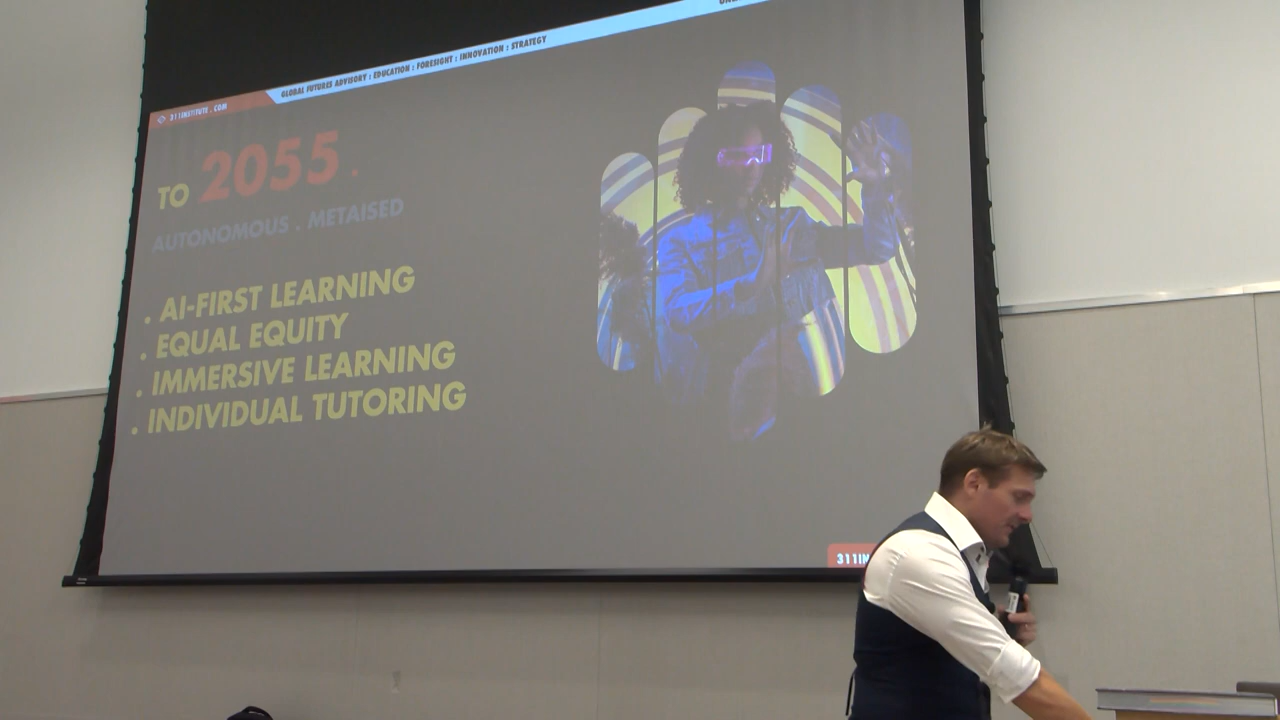 311INSTITUTE . COM
GLOBAL FUTURES ADVISORY : EDUCATION : FORESIGHT : INNOVATION : STRATEGY
TO 2055 .
AUTONOMOUS . METAISED
. AI-FIRST LEARNING
. EQUAL EQUITY
. IMMERSIVE LEARNING
. INDIVIDUAL TUTORING
311IN